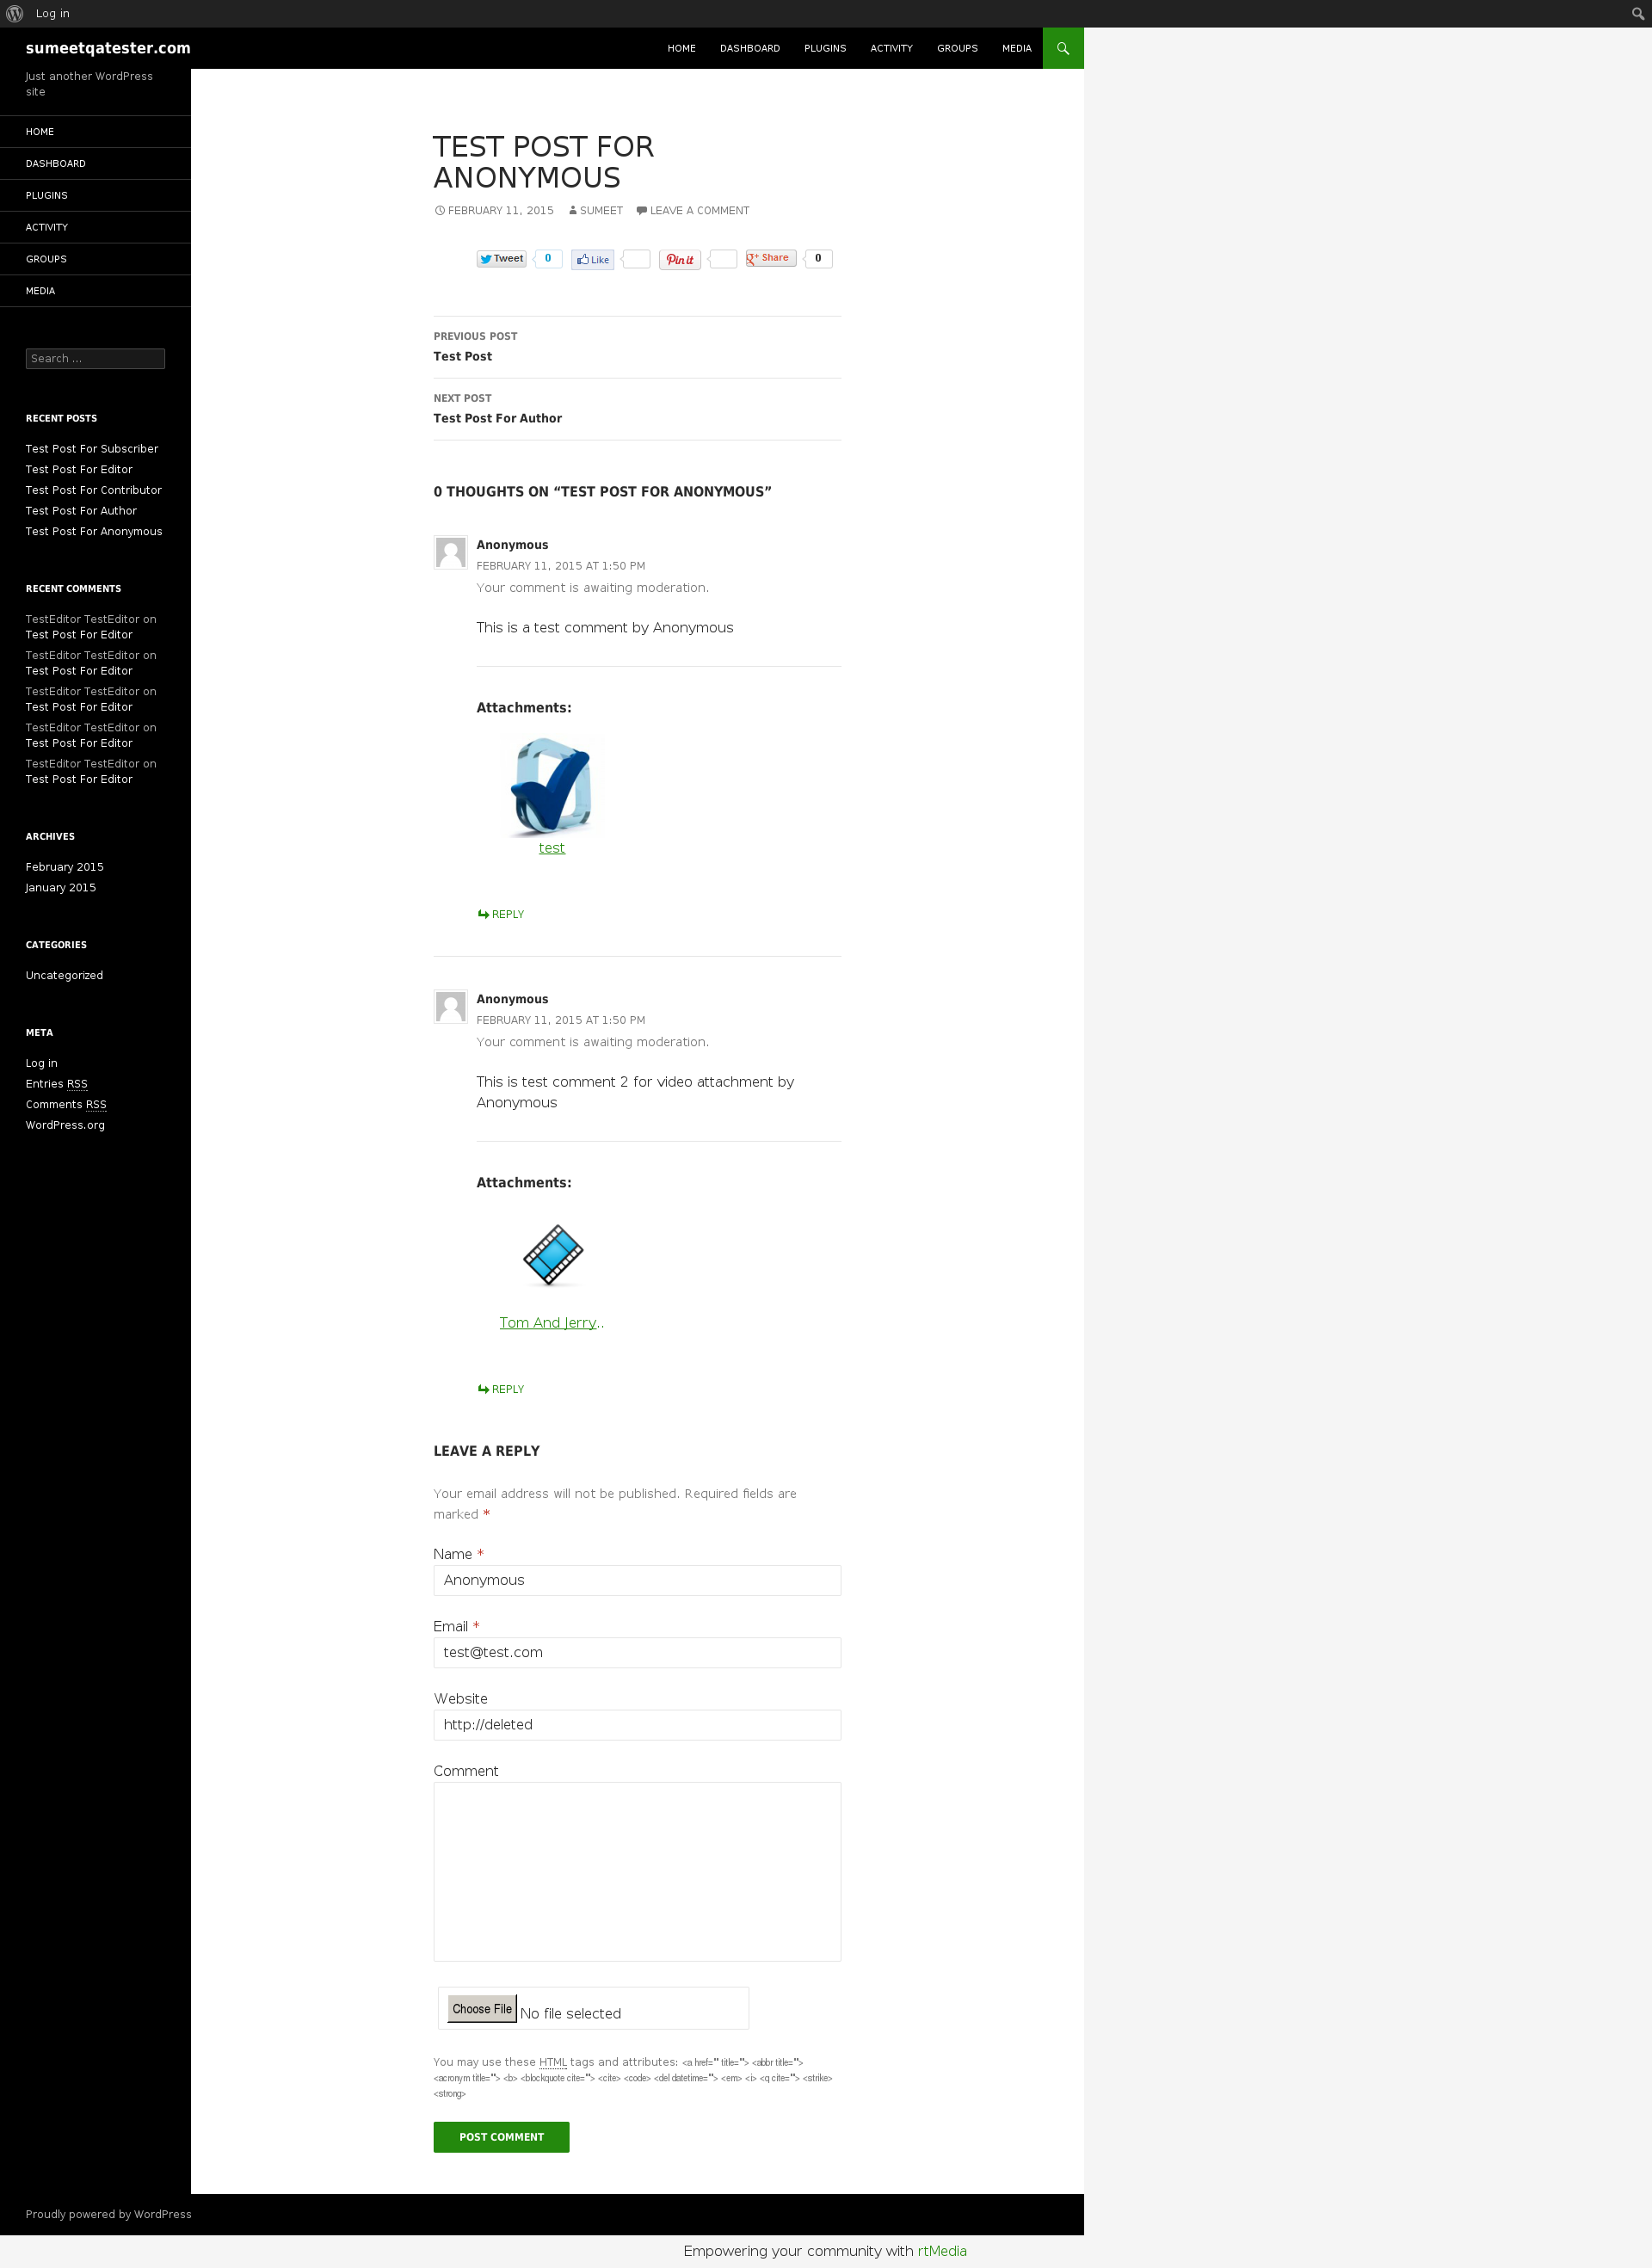 Log in
sumeetqatester.com
HOME DASHBOARD PLUGINS ACTIVITY GROUPS MEDIA
Just another WordPress
site
HOME
DASHBOARD
PLUGINS
ACTIVITY
GROUPS
MEDIA
Search ...
RECENT POSTS
Test Post For Subscriber
Test Post For Editor
Test Post For Contributor
Test Post For Author
Test Post For Anonymous
RECENT COMMENTS
TestEditor TestEditor on
Test Post For Editor
TestEditor TestEditor on
Test Post For Editor
TestEditor TestEditor on
Test Post For Editor
TestEditor TestEditor on
Test Post For Editor
TestEditor TestEditor on
Test Post For Editor
ARCHIVES
February 2015
January 2015
CATEGORIES
Uncategorized
META
Log in
Entries RSS
Comments RSS
WordPress.org
TEST POST FOR
ANONYMOUS
FEBRUARY 11, 2015 SUMEET LEAVE A COMMENT
Tweet 0 Like Pin it g+ Share 0
PREVIOUS POST
Test Post
NEXT POST
Test Post For Author
0 THOUGHTS ON “TEST POST FOR ANONYMOUS”
Anonymous
FEBRUARY 11, 2015 AT 1:50 PM
Your comment is awaiting moderation.
This is a test comment by Anonymous
Attachments:
test
REPLY
Anonymous
FEBRUARY 11, 2015 AT 1:50 PM
Your comment is awaiting moderation.
This is test comment 2 for video attachment by
Anonymous
Attachments:
Tom And Jerry..
REPLY
LEAVE A REPLY
Your email address will not be published. Required fields are
marked *
Name *
Anonymous
Email *
test@test.com
Website
http://deleted
Comment
Choose File No file selected
You may use these HTML tags and attributes: <a href="" title=""> <abbr title="">
<acronym title=""> <b> <blockquote cite=""> <cite> <code> <del datetime=""> <em> <i> <q cite=""> <strike>
<strong>
POST COMMENT
Proudly powered by WordPress
Empowering your community with rtMedia